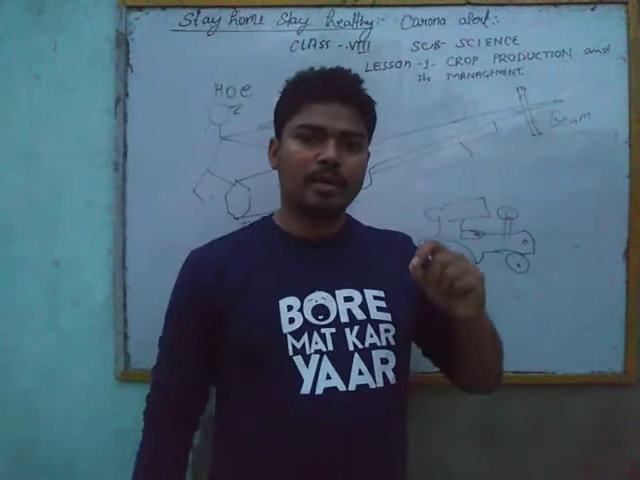 Stay home Stay healthy:- Carona alert:-
CLASS -: VIII SUB- SCIENCE
LESSON -1. CROP PRODUCTION and
Its MANAGEMENT.
HOE
Beam
BORE
MAT KAR
YAAR